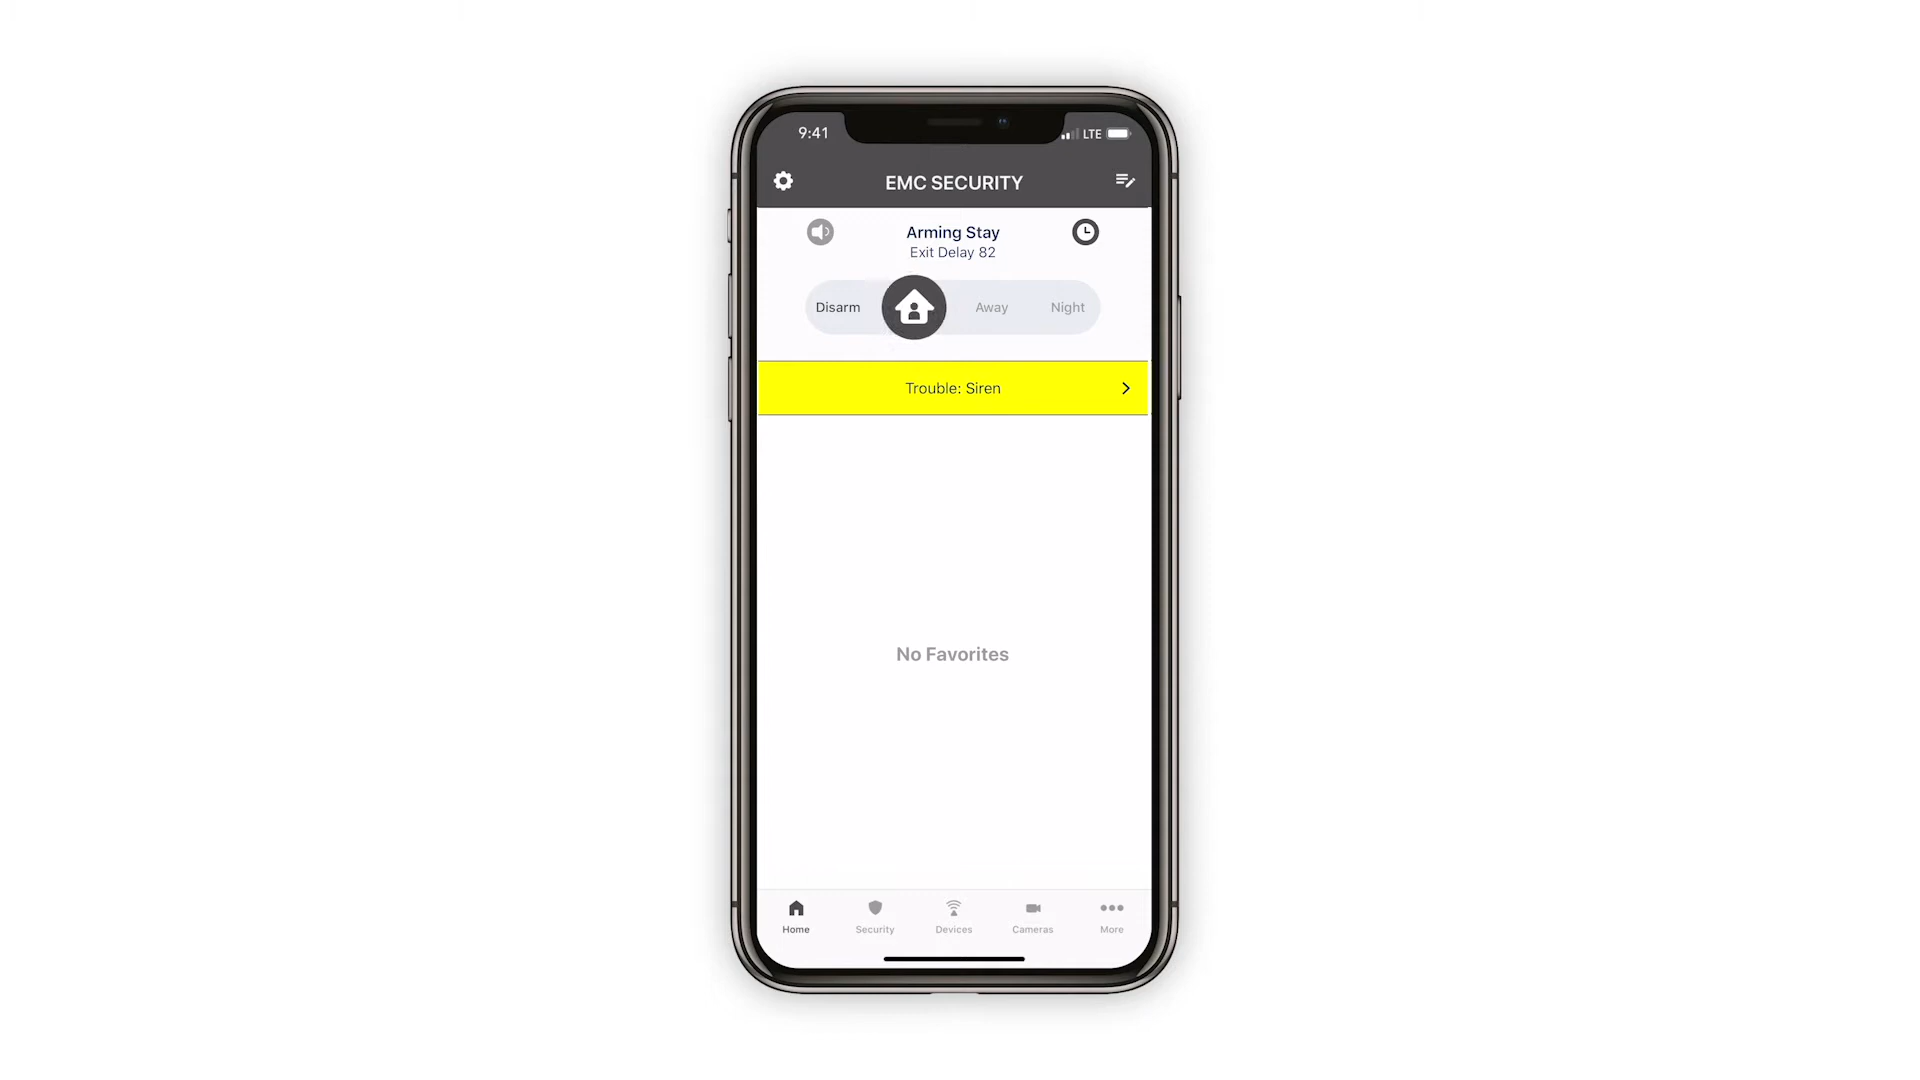 9:41
LTE
EMC SECURITY
Arming Stay
Exit Delay 82
Disarm
Away
Night
Trouble: Siren
No Favorites
Home
Security
Devices
Cameras
More